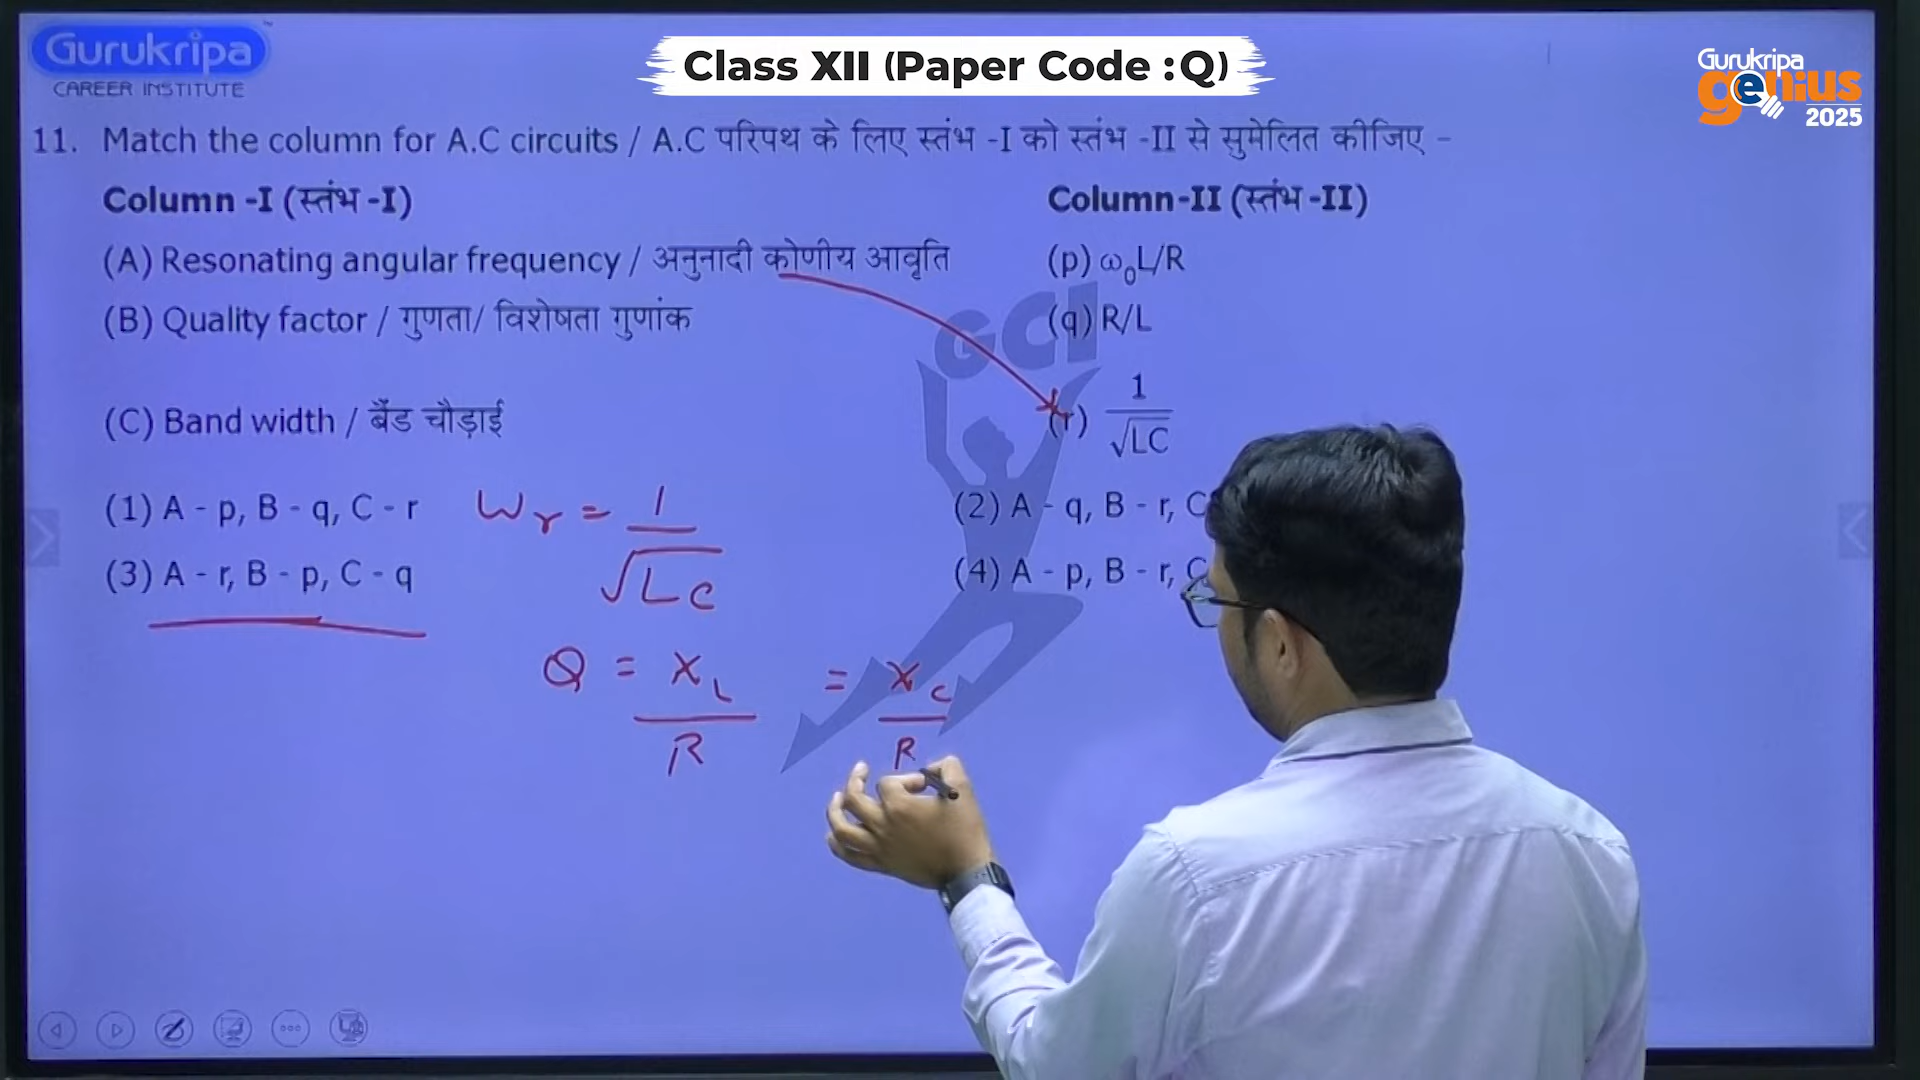 Gurukripa
CAREER INSTITUTE
Class XII (Paper Code : Q)
Gurukripa
genius
2025
11. Match the column for A.C circuits / A.C परिपथ के लिए स्तंभ -I को स्तंभ -II से सुमेलित कीजिए -
Column -I (स्तंभ -I)
Column-II (स्तंभ -II)
(A) Resonating angular frequency / अनुनादी कोणीय आवृति
(p) ω₀L/R
(B) Quality factor / गुणता/ विशेषता गुणांक
(q) R/L
GCI
(C) Band width / बैंड चौड़ाई
(r) 1/√LC
(1) A - p, B - q, C - r
(2) A - q, B - r, C
(3) A - r, B - p, C - q
(4) A - p, B - r, C
Wr = 1/√LC
Q = XL/R = XC/R